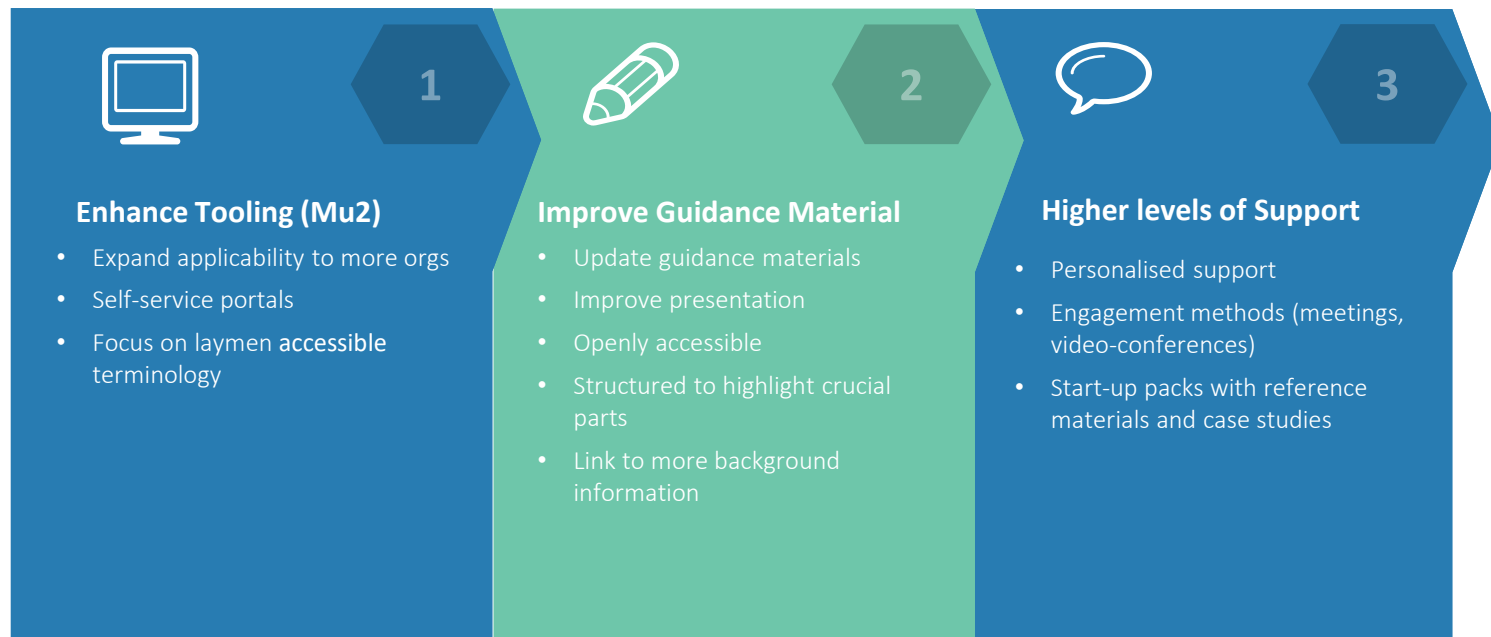 1
Enhance Tooling (Mu2)
• Expand applicability to more orgs
• Self-service portals
• Focus on laymen accessible
terminology
2
Improve Guidance Material
• Update guidance materials
• Improve presentation
• Openly accessible
• Structured to highlight crucial
parts
• Link to more background
information
3
Higher levels of Support
• Personalised support
• Engagement methods (meetings,
video-conferences)
• Start-up packs with reference
materials and case studies